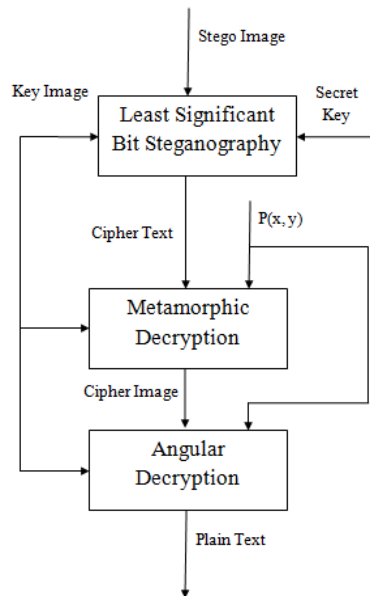 Stego Image
Key Image
Least Significant
Bit Steganography
Secret
Key
Cipher Text
P(x, y)
Metamorphic
Decryption
Cipher Image
Angular
Decryption
Plain Text